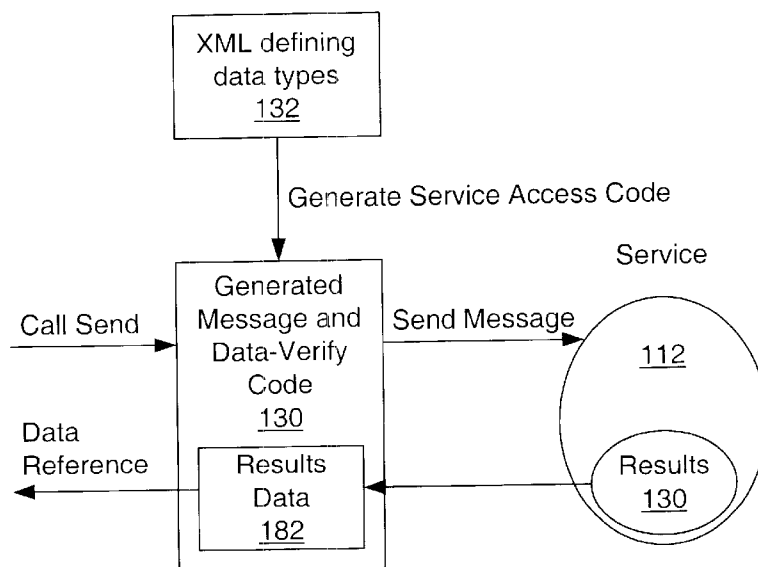 XML defining
data types
132
Generate Service Access Code
Service
Generated
Message and
Data-Verify
Code
130
Call Send
Send Message
112
Data
Reference
Results
Data
182
Results
130